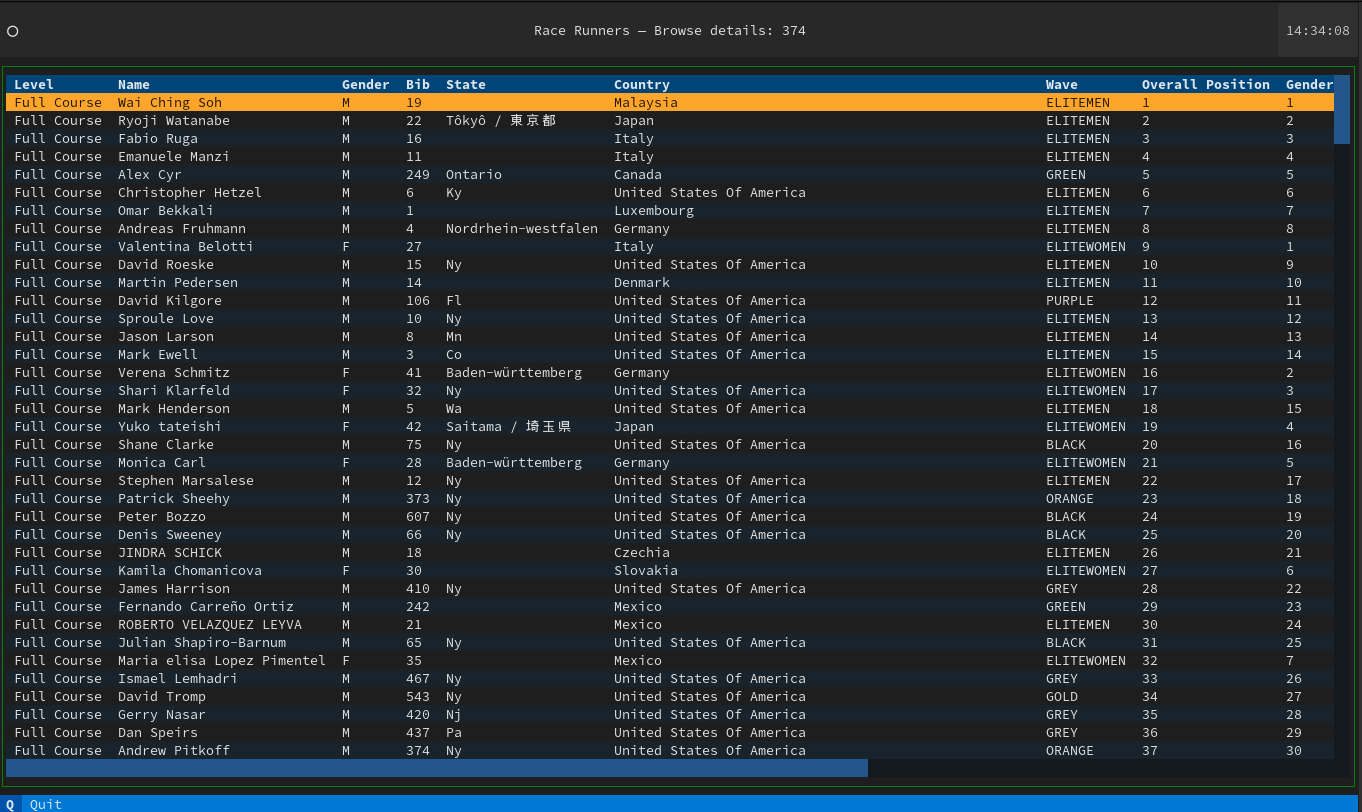 Race Runners — Browse details: 374 14:34:08
Level Name Gender Bib State Country Wave Overall Position Gender
Full Course Wai Ching Soh M 19 Malaysia ELITEMEN 1 1
Full Course Ryoji Watanabe M 22 Tôkyô / 東京都 Japan ELITEMEN 2 2
Full Course Fabio Ruga M 16 Italy ELITEMEN 3 3
Full Course Emanuele Manzi M 11 Italy ELITEMEN 4 4
Full Course Alex Cyr M 249 Ontario Canada GREEN 5 5
Full Course Christopher Hetzel M 6 Ky United States Of America ELITEMEN 6 6
Full Course Omar Bekkali M 1 Luxembourg ELITEMEN 7 7
Full Course Andreas Fruhmann M 4 Nordrhein-westfalen Germany ELITEMEN 8 8
Full Course Valentina Belotti F 27 Italy ELITEWOMEN 9 1
Full Course David Roeske M 15 Ny United States Of America ELITEMEN 10 9
Full Course Martin Pedersen M 14 Denmark ELITEMEN 11 10
Full Course David Kilgore M 106 Fl United States Of America PURPLE 12 11
Full Course Sproule Love M 10 Ny United States Of America ELITEMEN 13 12
Full Course Jason Larson M 8 Mn United States Of America ELITEMEN 14 13
Full Course Mark Ewell M 3 Co United States Of America ELITEMEN 15 14
Full Course Verena Schmitz F 41 Baden-württemberg Germany ELITEWOMEN 16 2
Full Course Shari Klarfeld F 32 Ny United States Of America ELITEWOMEN 17 3
Full Course Mark Henderson M 5 Wa United States Of America ELITEMEN 18 15
Full Course Yuko tateishi F 42 Saitama / 埼玉県 Japan ELITEWOMEN 19 4
Full Course Shane Clarke M 75 Ny United States Of America BLACK 20 16
Full Course Monica Carl F 28 Baden-württemberg Germany ELITEWOMEN 21 5
Full Course Stephen Marsalese M 12 Ny United States Of America ELITEMEN 22 17
Full Course Patrick Sheehy M 373 Ny United States Of America ORANGE 23 18
Full Course Peter Bozzo M 607 Ny United States Of America BLACK 24 19
Full Course Denis Sweeney M 66 Ny United States Of America BLACK 25 20
Full Course JINDRA SCHICK M 18 Czechia ELITEMEN 26 21
Full Course Kamila Chomanicova F 30 Slovakia ELITEWOMEN 27 6
Full Course James Harrison M 410 Ny United States Of America GREY 28 22
Full Course Fernando Carreño Ortiz M 242 Mexico GREEN 29 23
Full Course ROBERTO VELAZQUEZ LEYVA M 21 Mexico ELITEMEN 30 24
Full Course Julian Shapiro-Barnum M 65 Ny United States Of America BLACK 31 25
Full Course Maria elisa Lopez Pimentel F 35 Mexico ELITEWOMEN 32 7
Full Course Ismael Lemhadri M 467 Ny United States Of America GREY 33 26
Full Course David Tromp M 543 Ny United States Of America GOLD 34 27
Full Course Gerry Nasar M 420 Nj United States Of America GREY 35 28
Full Course Dan Speirs M 437 Pa United States Of America GREY 36 29
Full Course Andrew Pitkoff M 374 Ny United States Of America ORANGE 37 30
Q Quit